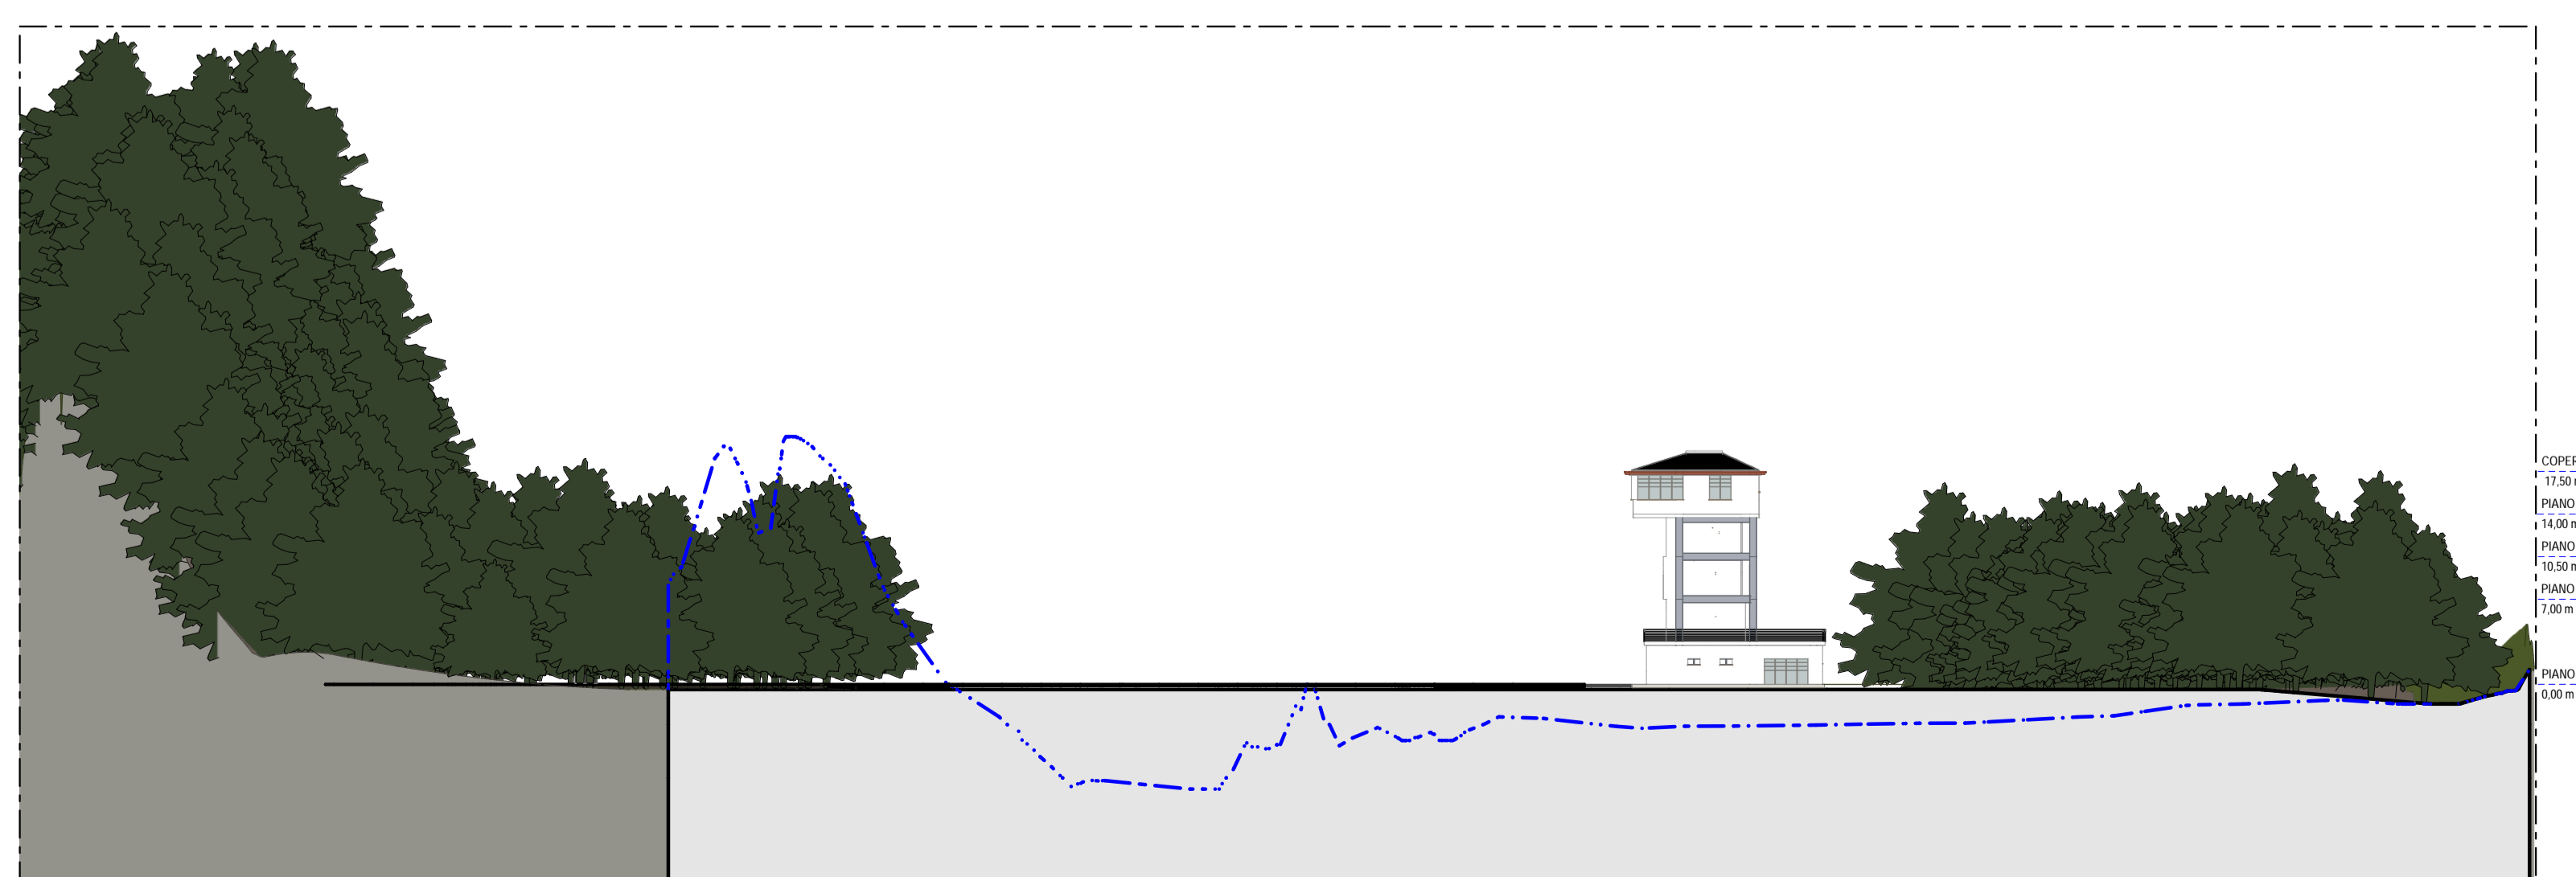 COPER
17,50 m
PIANO
14,00 m
PIANO
10,50 m
PIANO
7,00 m
PIANO
0,00 m